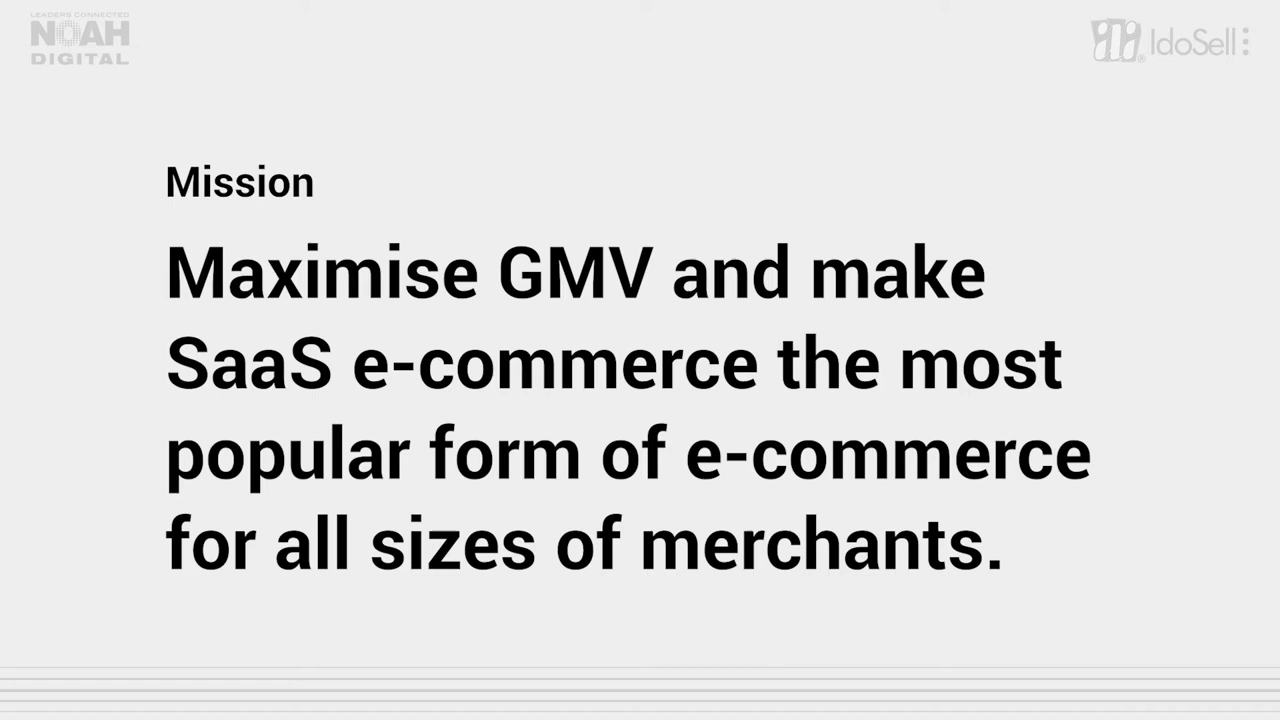 LEADERS CONNECTED
NOAH
DIGITAL
IdoSell
Mission
Maximise GMV and make
SaaS e-commerce the most
popular form of e-commerce
for all sizes of merchants.